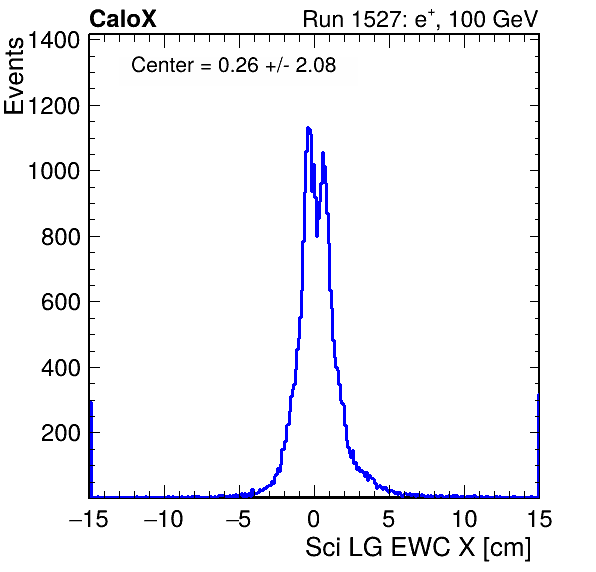 CaloX Run 1527: e+, 100 GeV
Center = 0.26 +/- 2.08
Events
1400
1200
1000
800
600
400
200
−15 −10 −5 0 5 10 15
Sci LG EWC X [cm]